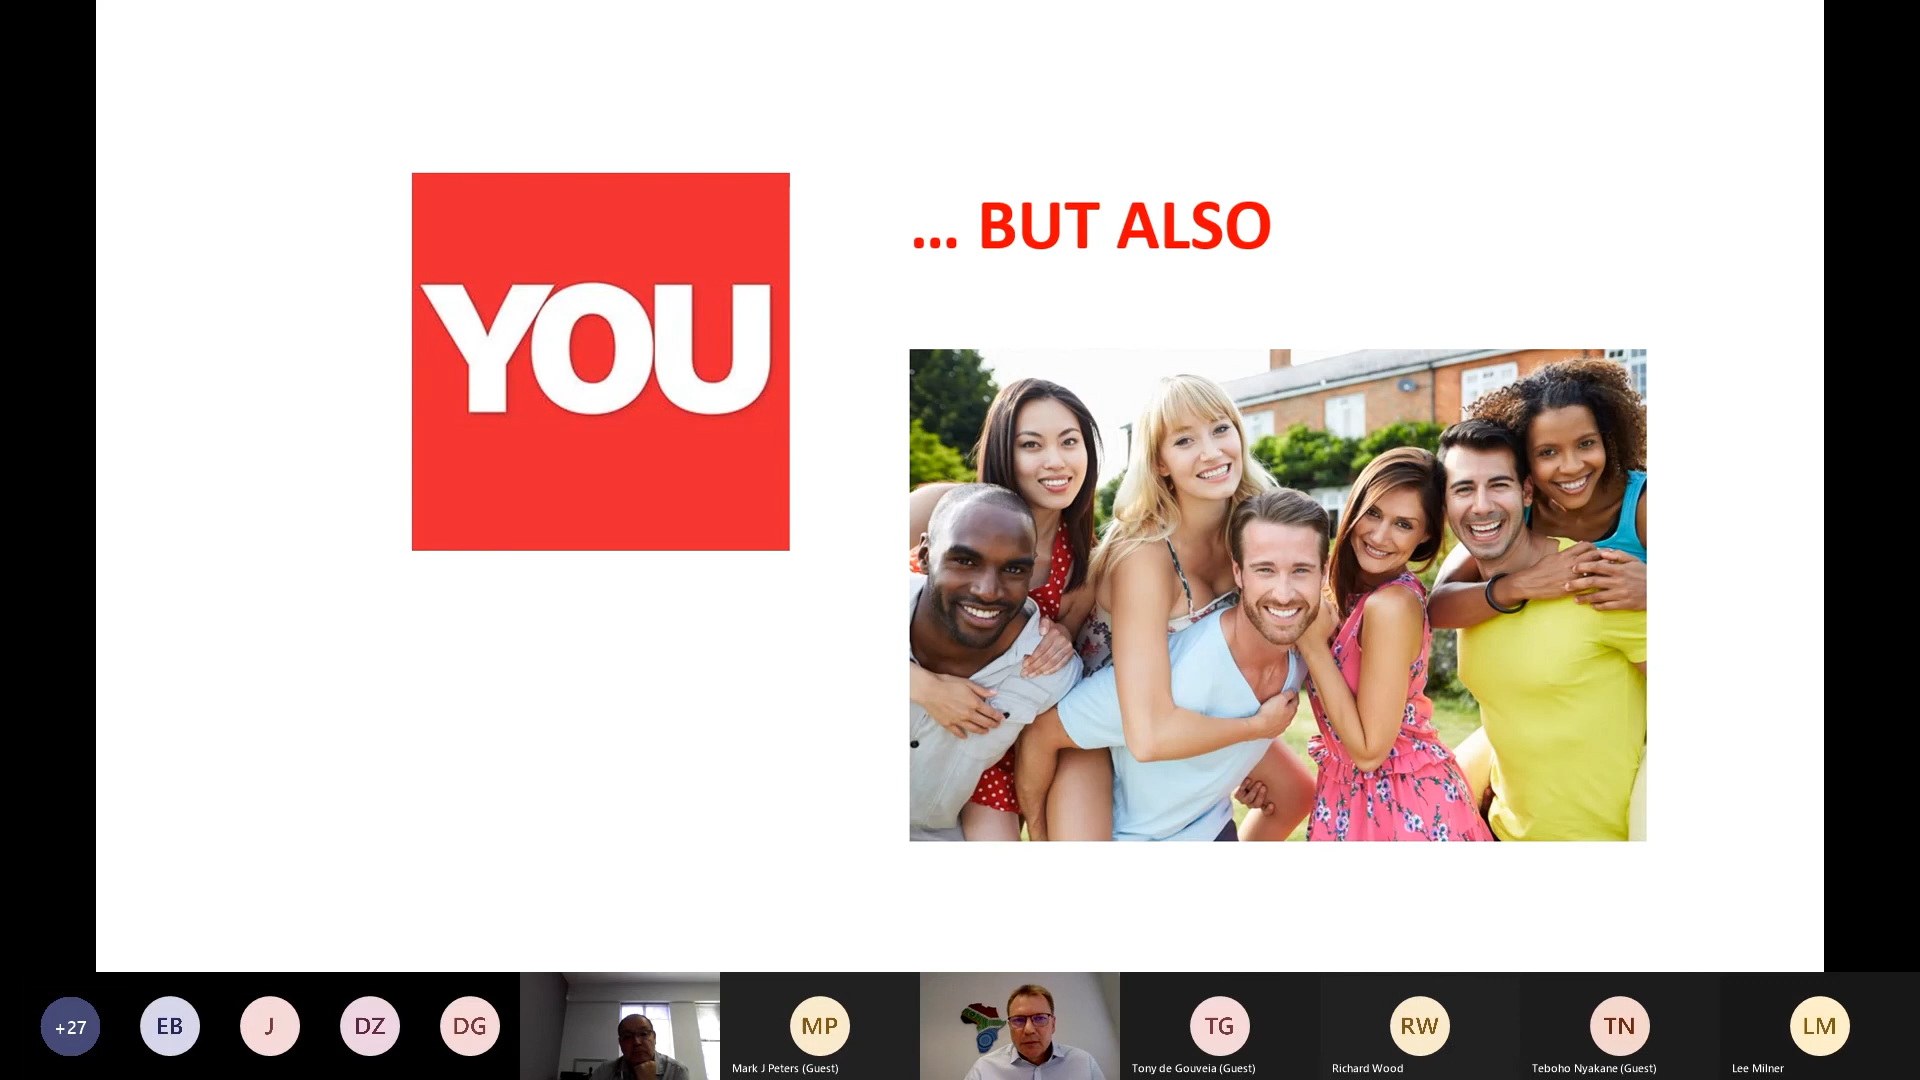 YOU
... BUT ALSO
+27
EB
J
DZ
DG
MP
Mark J Peters (Guest)
TG
Tony de Gouveia (Guest)
RW
Richard Wood
TN
Teboho Nyakane (Guest)
LM
Lee Milner